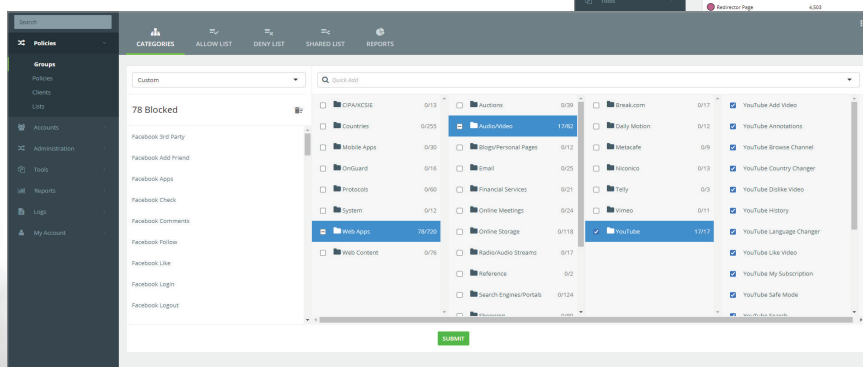 Tools
Redirector Page 4,503
Search
Policies
Groups
Policies
Clients
Lists
Accounts
Administration
Tools
Reports
Logs
My Account
CATEGORIES ALLOW LIST DENY LIST SHARED LIST REPORTS
Custom
Quick Add
78 Blocked
Facebook 3rd Party
Facebook Add Friend
Facebook Apps
Facebook Check
Facebook Comments
Facebook Follow
Facebook Like
Facebook Login
Facebook Logout
CIPA/KCSIE 0/13
Countries 0/255
Mobile Apps 0/30
OnGuard 0/16
Protocols 0/60
System 0/12
Web Apps 78/720
Web Content 0/76
Auctions 0/39
Audio/Video 17/82
Blogs/Personal Pages 0/12
Email 0/25
Financial Services 0/21
Online Meetings 0/24
Online Storage 0/118
Radio/Audio Streams 0/17
Reference 0/2
Search Engines/Portals 0/124
Shopping
Break.com 0/17
Daily Motion 0/12
Metacafe 0/9
Niconico 0/13
Telly 0/3
Vimeo 0/11
YouTube 17/17
YouTube Add Video
YouTube Annotations
YouTube Browse Channel
YouTube Country Changer
YouTube Dislike Video
YouTube History
YouTube Language Changer
YouTube Like Video
YouTube My Subscription
YouTube Safe Mode
YouTube Search
SUBMIT